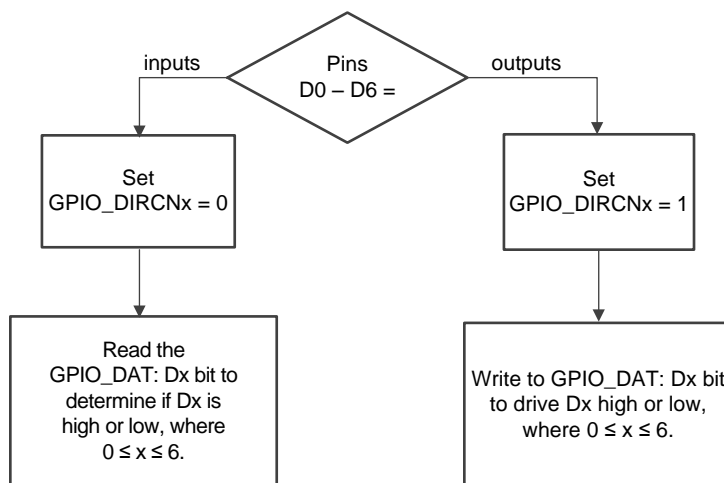 inputs
Pins
D0 – D6 =
outputs
Set
GPIO_DIRCNx = 0
Set
GPIO_DIRCNx = 1
Read the
GPIO_DAT: Dx bit to
determine if Dx is
high or low, where
0 ≤ x ≤ 6.
Write to GPIO_DAT: Dx bit
to drive Dx high or low,
where 0 ≤ x ≤ 6.